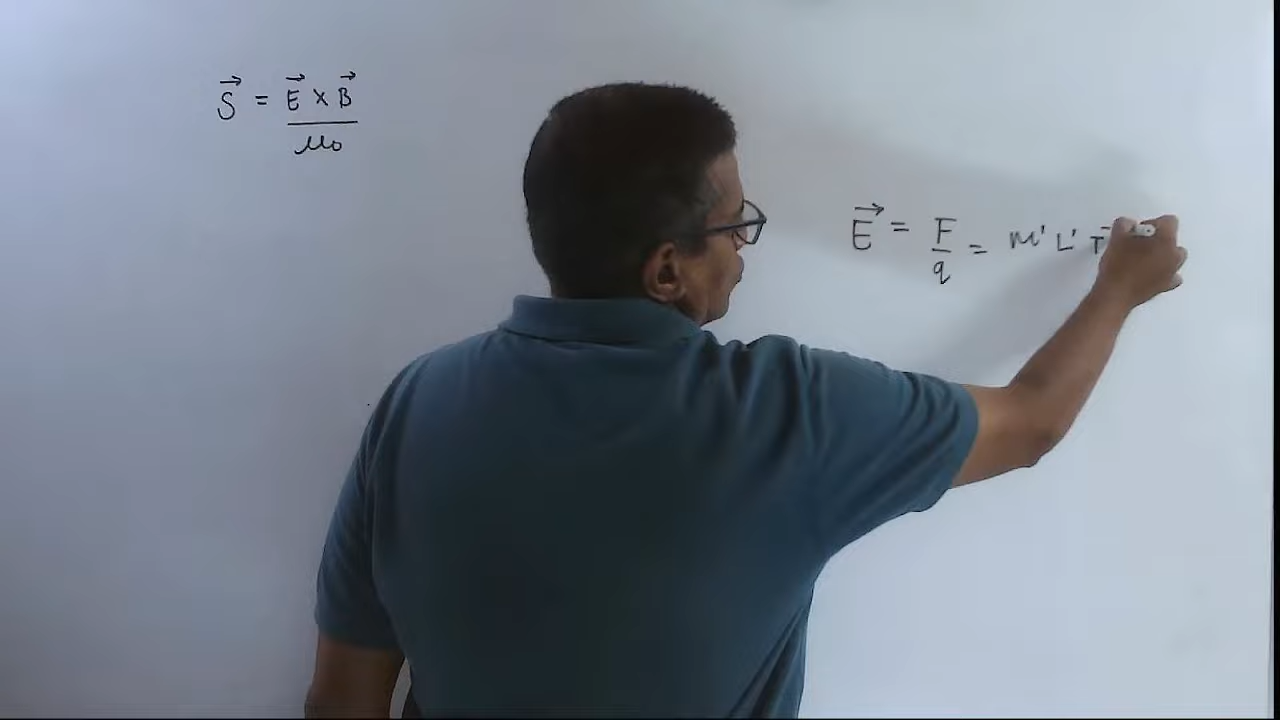 S⃗ = E⃗ × B⃗
μ₀
E⃗ = F/q = M¹ L¹ T